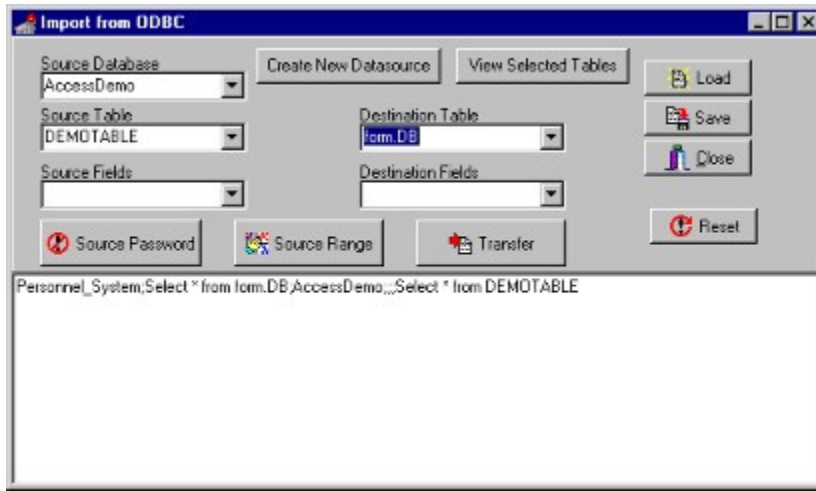 Import from ODBC
Source Database
AccessDemo
Create New Datasource
View Selected Tables
Load
Source Table
DEMOTABLE
Destination Table
form.DB
Save
Close
Source Fields
Destination Fields
Source Password
Source Range
Transfer
Reset
Personnel_System;Select * from form.DB;AccessDemo;,,Select * from DEMOTABLE